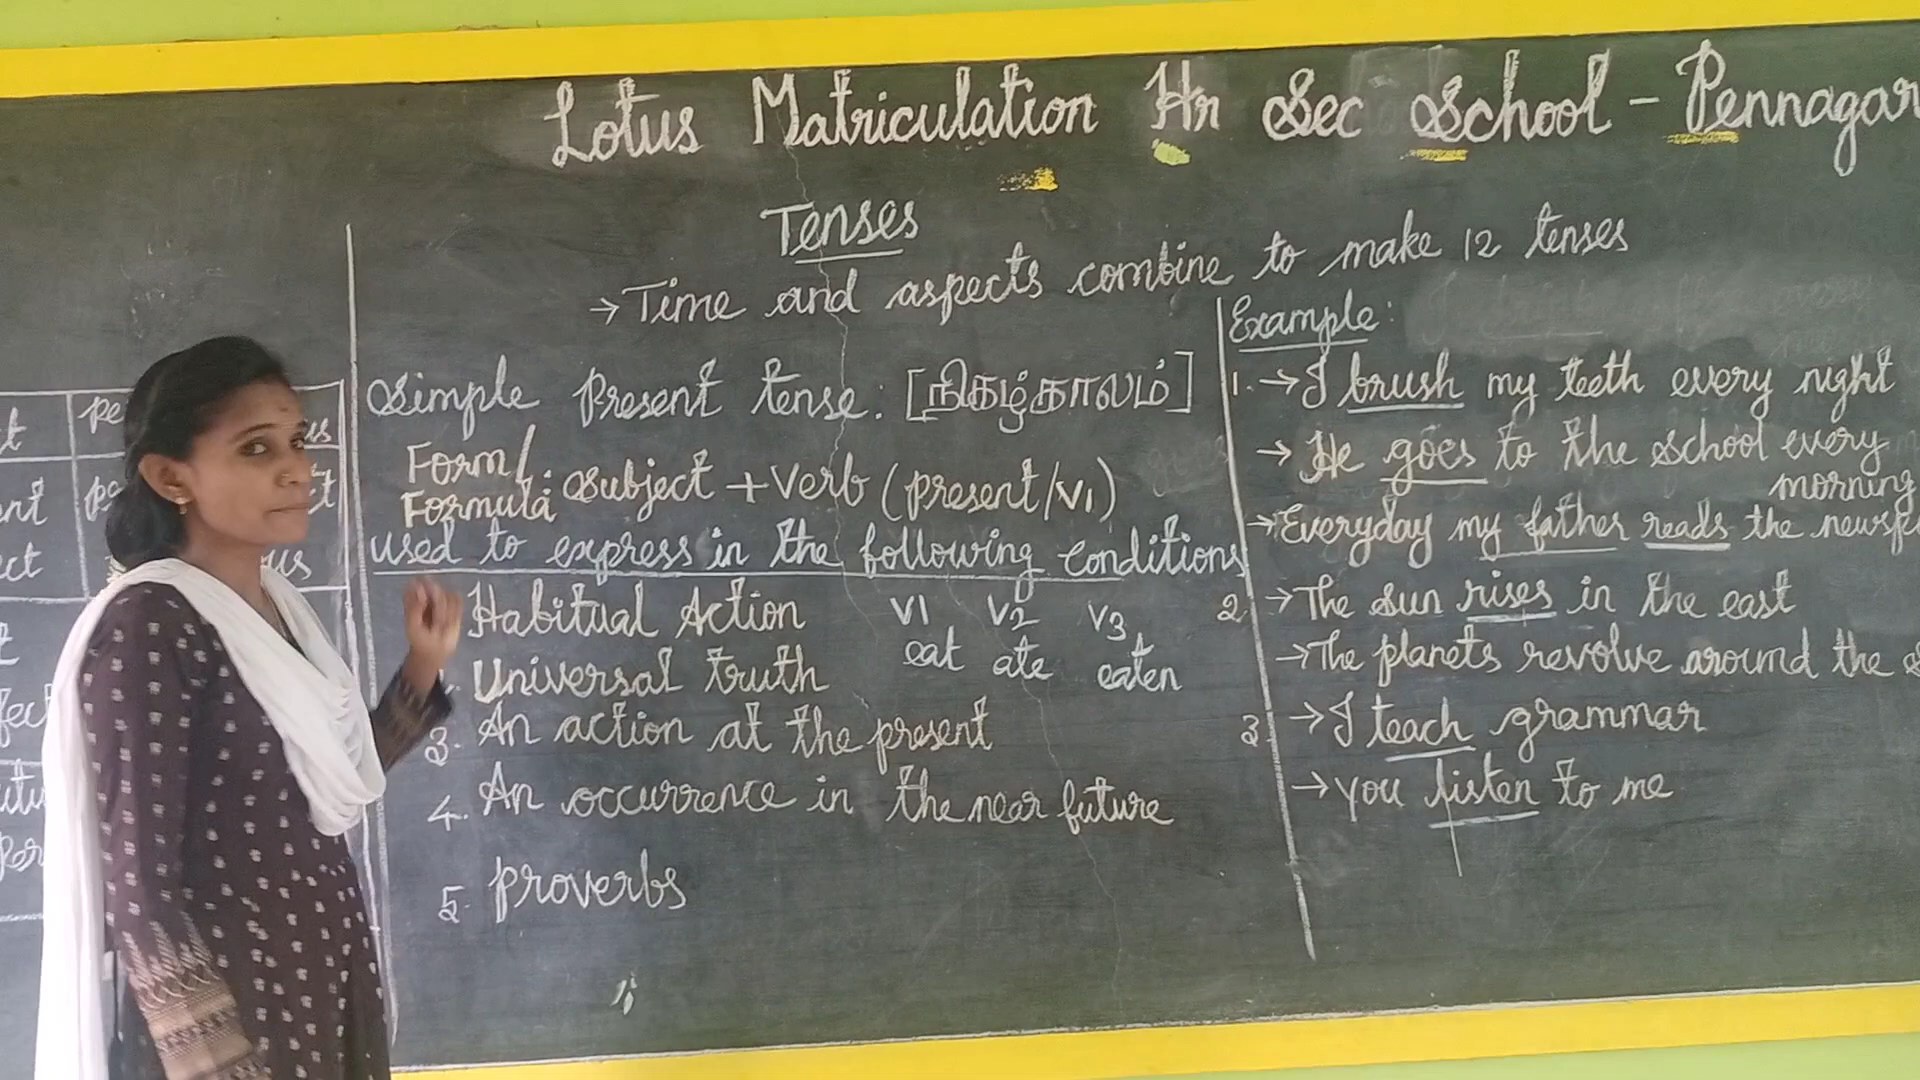 Lotus Matriculation Hr Sec School - Pennagar
Tenses
→ Time and aspects combine to make 12 tenses
Simple Present tense: [நிகழ்காலம்]
Form/
Formula: Subject + Verb (present/V1)
used to express in the following conditions
Habitual Action
Universal truth
3. An action at the present
4. An occurrence in the near future
5. proverbs
V1 V2 V3
eat ate eaten
Example:
1. → I brush my teeth every night
→ He goes to the school every
morning
→ Everyday my father reads the
2. → The sun rises in the east
→ The planets revolve around the
3. → I teach grammar
→ you listen to me